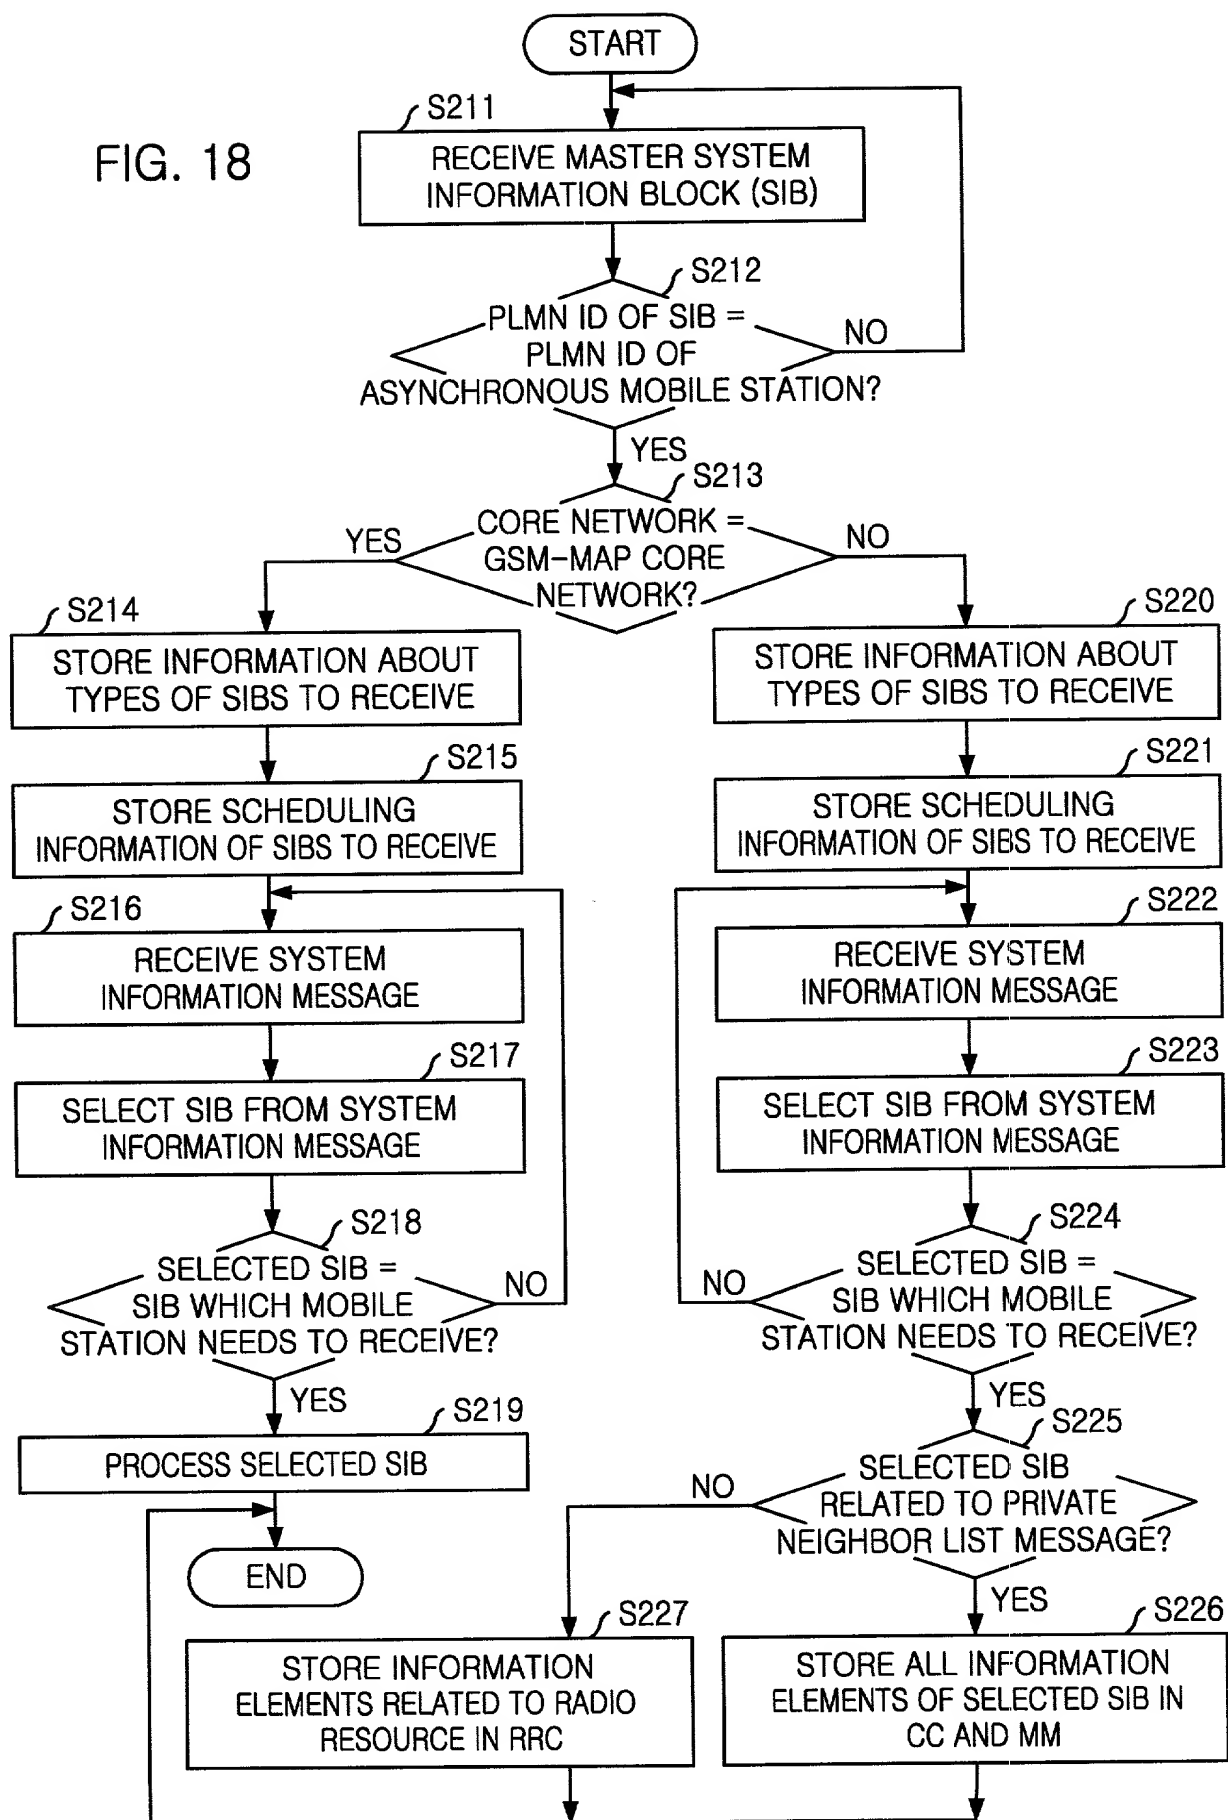 START
S211
FIG. 18
RECEIVE MASTER SYSTEM
INFORMATION BLOCK (SIB)
S212
PLMN ID OF SIB =
PLMN ID OF
ASYNCHRONOUS MOBILE STATION?
NO
YES
S213
CORE NETWORK =
GSM-MAP CORE
NETWORK?
YES
NO
S214
STORE INFORMATION ABOUT
TYPES OF SIBS TO RECEIVE
S220
STORE INFORMATION ABOUT
TYPES OF SIBS TO RECEIVE
S215
STORE SCHEDULING
INFORMATION OF SIBS TO RECEIVE
S221
STORE SCHEDULING
INFORMATION OF SIBS TO RECEIVE
S216
RECEIVE SYSTEM
INFORMATION MESSAGE
S222
RECEIVE SYSTEM
INFORMATION MESSAGE
S217
SELECT SIB FROM SYSTEM
INFORMATION MESSAGE
S223
SELECT SIB FROM SYSTEM
INFORMATION MESSAGE
S218
SELECTED SIB =
SIB WHICH MOBILE
STATION NEEDS TO RECEIVE?
NO
YES
S224
SELECTED SIB =
SIB WHICH MOBILE
STATION NEEDS TO RECEIVE?
NO
YES
S219
PROCESS SELECTED SIB
END
S225
SELECTED SIB
RELATED TO PRIVATE
NEIGHBOR LIST MESSAGE?
NO
YES
S227
STORE INFORMATION
ELEMENTS RELATED TO RADIO
RESOURCE IN RRC
S226
STORE ALL INFORMATION
ELEMENTS OF SELECTED SIB IN
CC AND MM